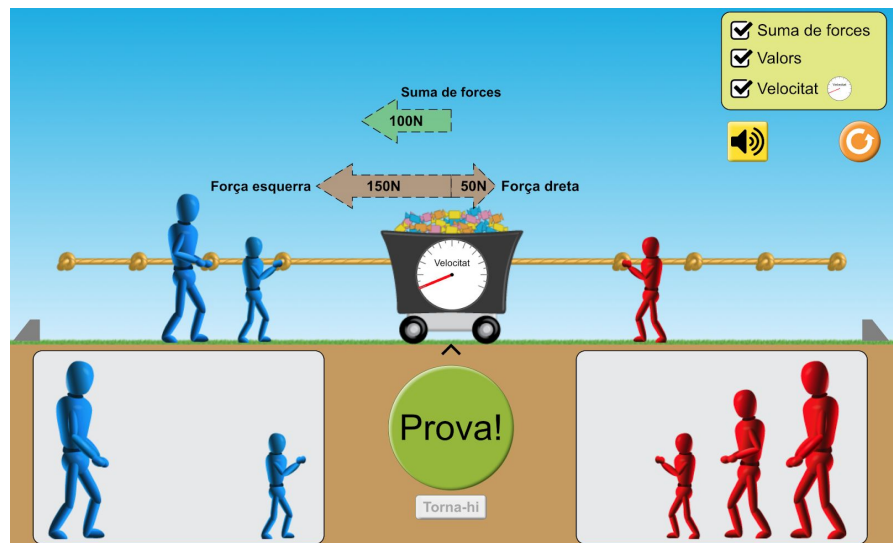 Suma de forces
Valors
Velocitat
Suma de forces
100N
Força esquerra
150N
50N
Força dreta
Velocitat
Prova!
Torna-hi